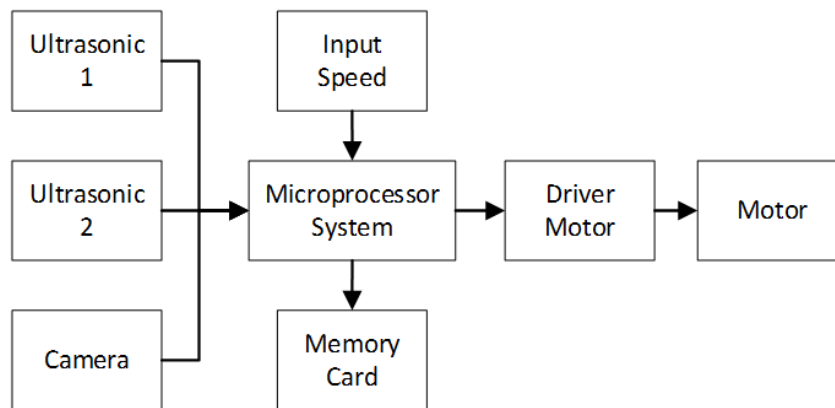 Ultrasonic
1
Input
Speed
Ultrasonic
2
Microprocessor
System
Driver
Motor
Motor
Camera
Memory
Card